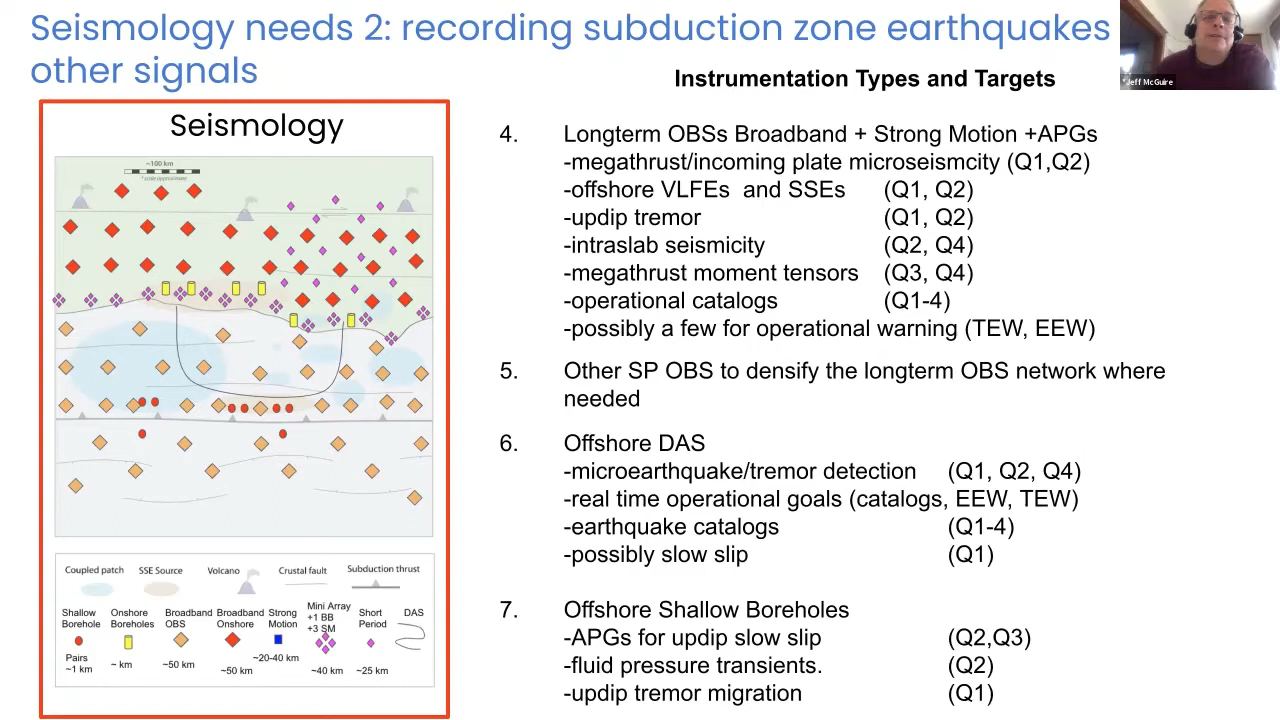 Seismology needs 2: recording subduction zone earthquakes
other signals
Jeff McGuire
Seismology
~100 km
* scale approximate
Coupled patch
SSE Source
Volcano
Crustal fault
Subduction thrust
Shallow
Borehole
Pairs
~1 km
Onshore
Boreholes
~ km
Broadband
OBS
~50 km
Broadband
Onshore
~50 km
Strong
Motion
~20-40 km
Mini Array
+1 BB
+3 SM
~40 km
Short
Period
~25 km
DAS
Instrumentation Types and Targets
4. Longterm OBSs Broadband + Strong Motion +APGs
-megathrust/incoming plate microseismcity (Q1,Q2)
-offshore VLFEs and SSEs (Q1, Q2)
-updip tremor (Q1, Q2)
-intraslab seismicity (Q2, Q4)
-megathrust moment tensors (Q3, Q4)
-operational catalogs (Q1-4)
-possibly a few for operational warning (TEW, EEW)
5. Other SP OBS to densify the longterm OBS network where
needed
6. Offshore DAS
-microearthquake/tremor detection (Q1, Q2, Q4)
-real time operational goals (catalogs, EEW, TEW)
-earthquake catalogs (Q1-4)
-possibly slow slip (Q1)
7. Offshore Shallow Boreholes
-APGs for updip slow slip (Q2,Q3)
-fluid pressure transients. (Q2)
-updip tremor migration (Q1)